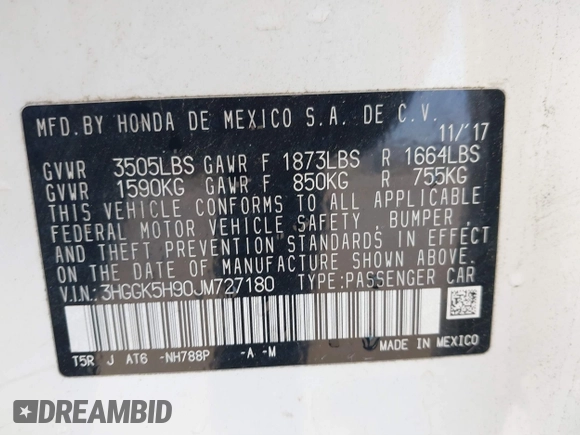 MFD.BY HONDA DE MEXICO S.A. DE C.V.
11/'17
GVWR 3505LBS GAWR F 1873LBS R 1664LBS
GVWR 1590KG GAWR F 850KG R 755KG
THIS VEHICLE CONFORMS TO ALL APPLICABLE
FEDERAL MOTOR VEHICLE SAFETY, BUMPER
AND THEFT PREVENTION STANDARDS IN EFFECT
ON THE DATE OF MANUFACTURE SHOWN ABOVE.
V.I.N.: 3HGGK5H90JM727180 TYPE:PASSENGER CAR
T5R J AT6 -NH788P -A -M MADE IN MEXICO
DREAMBID